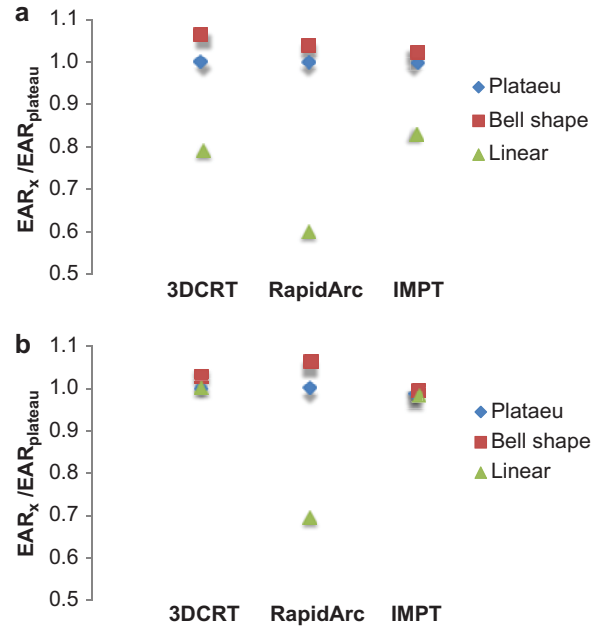 a
EARx /EARplateau
1.1
1.0
0.9
0.8
0.7
0.6
0.5
3DCRT RapidArc IMPT
Plataeu
Bell shape
Linear
b
EARx /EARplateau
1.1
1.0
0.9
0.8
0.7
0.6
0.5
3DCRT RapidArc IMPT
Plataeu
Bell shape
Linear